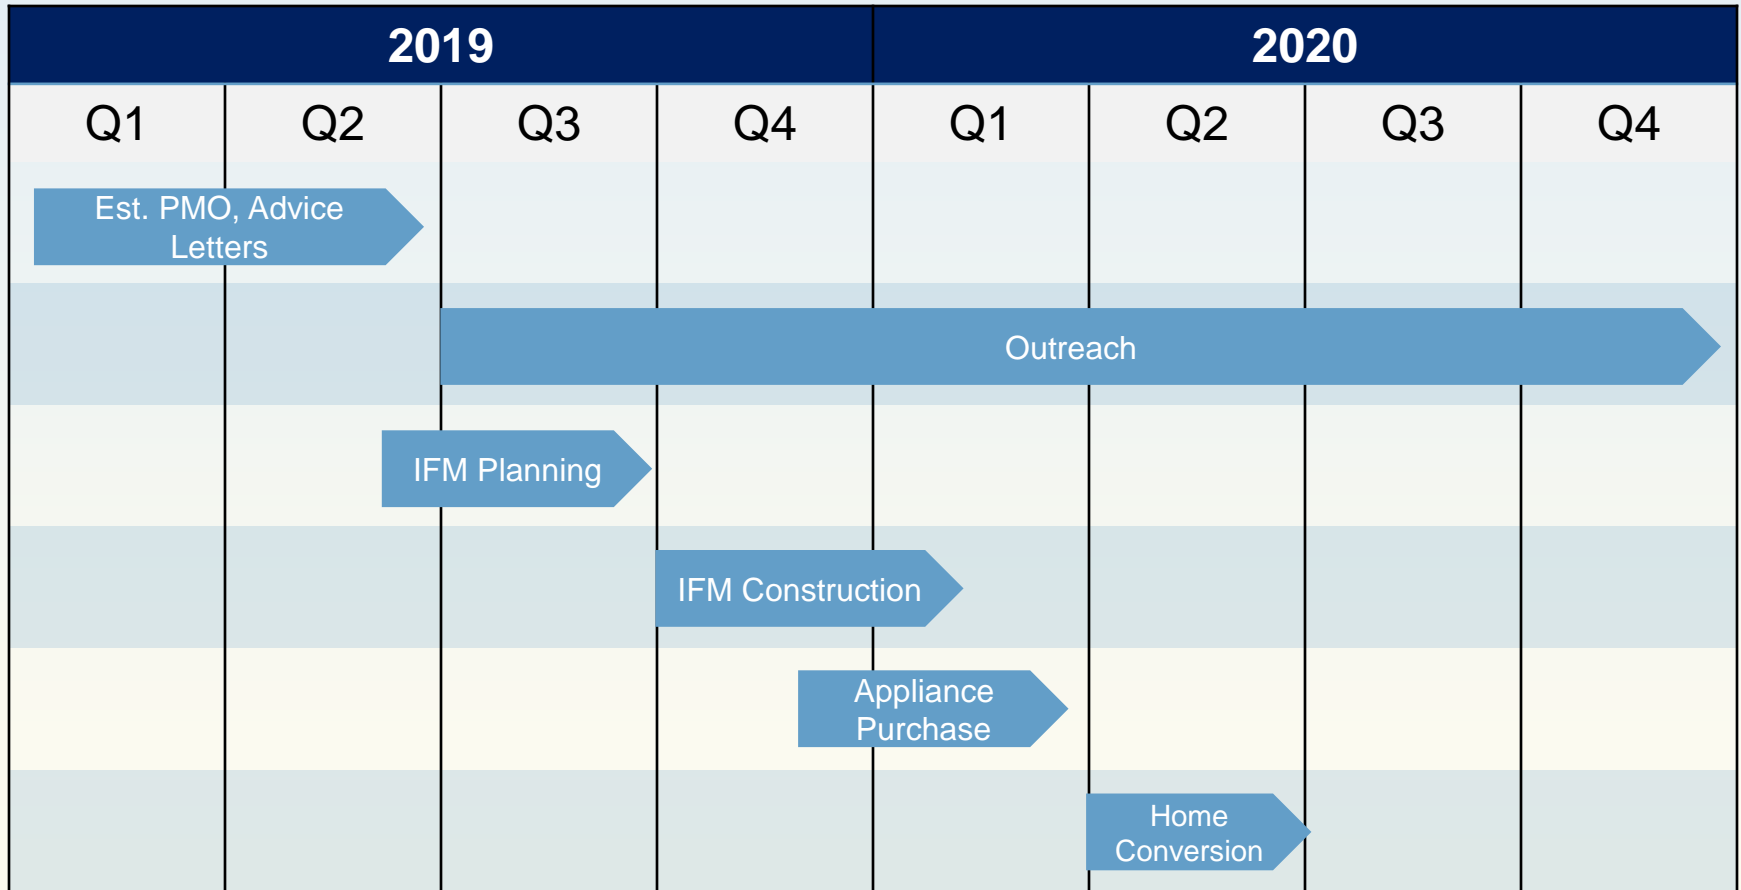 2019 2020
Q1 Q2 Q3 Q4 Q1 Q2 Q3 Q4
Est. PMO, Advice
Letters
Outreach
IFM Planning
IFM Construction
Appliance
Purchase
Home
Conversion